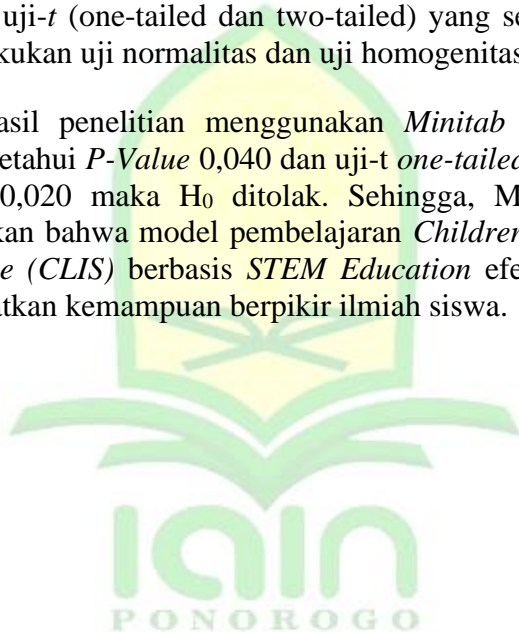 uji-t (one-tailed dan two-tailed) yang se
kukan uji normalitas dan uji homogenitas
asil penelitian menggunakan Minitab
etahui P-Value 0,040 dan uji-t one-tailed
0,020 maka H₀ ditolak. Sehingga, M
kan bahwa model pembelajaran Children
e (CLIS) berbasis STEM Education efe
atkan kemampuan berpikir ilmiah siswa.
iain
PONOROGO